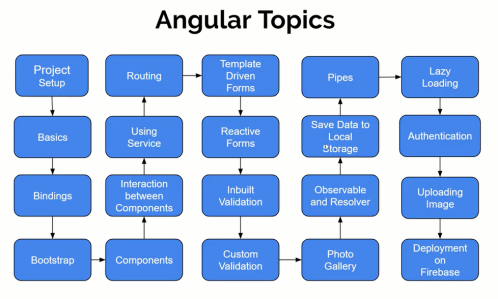 Angular Topics
Project
Setup
Basics
Bindings
Bootstrap
Components
Interaction
between
Components
Using
Service
Routing
Template
Driven
Forms
Reactive
Forms
Inbuilt
Validation
Custom
Validation
Photo
Gallery
Observable
and Resolver
Save Data to
Local
Storage
Pipes
Lazy
Loading
Authentication
Uploading
Image
Deployment
on
Firebase